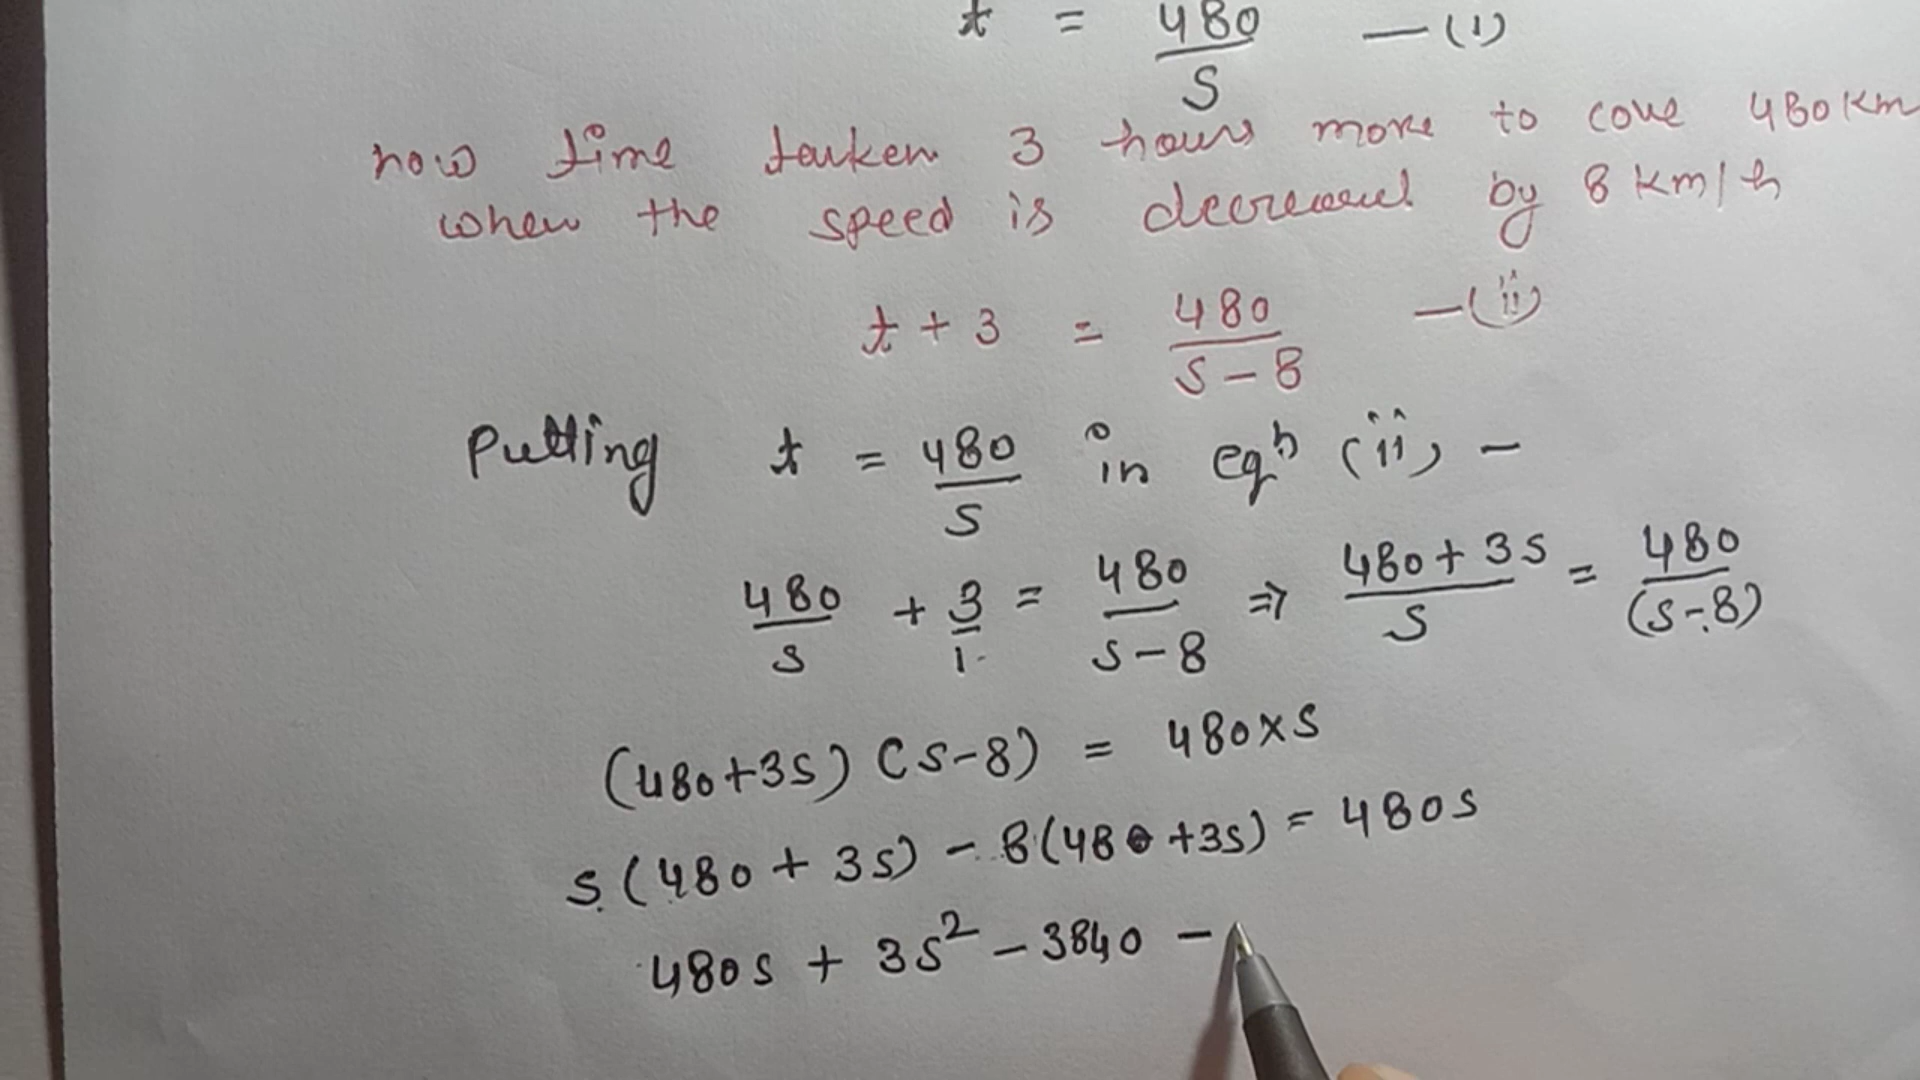 t = 480/S — (1)
now time taken 3 hours more to cove 480 Km
when the speed is decreased by 8 Km/h
t + 3 = 480/S - 8 — (ii)
Putting t = 480/S in eqn (ii) -
480/S + 3/1 = 480/S - 8 ⇒ 480 + 3S/S = 480/(S - 8)
(480+3S) (S-8) = 480×S
S(480 + 3S) - 8(480 +3S) = 480S
480S + 3S² - 3840 -